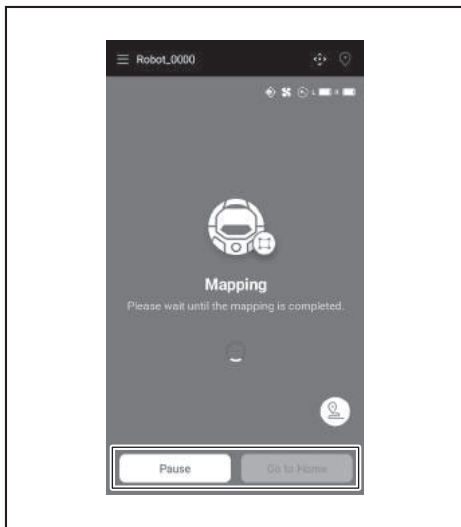 Robot_0000
L R
Mapping
Please wait until the mapping is completed.
Pause
Go to Home